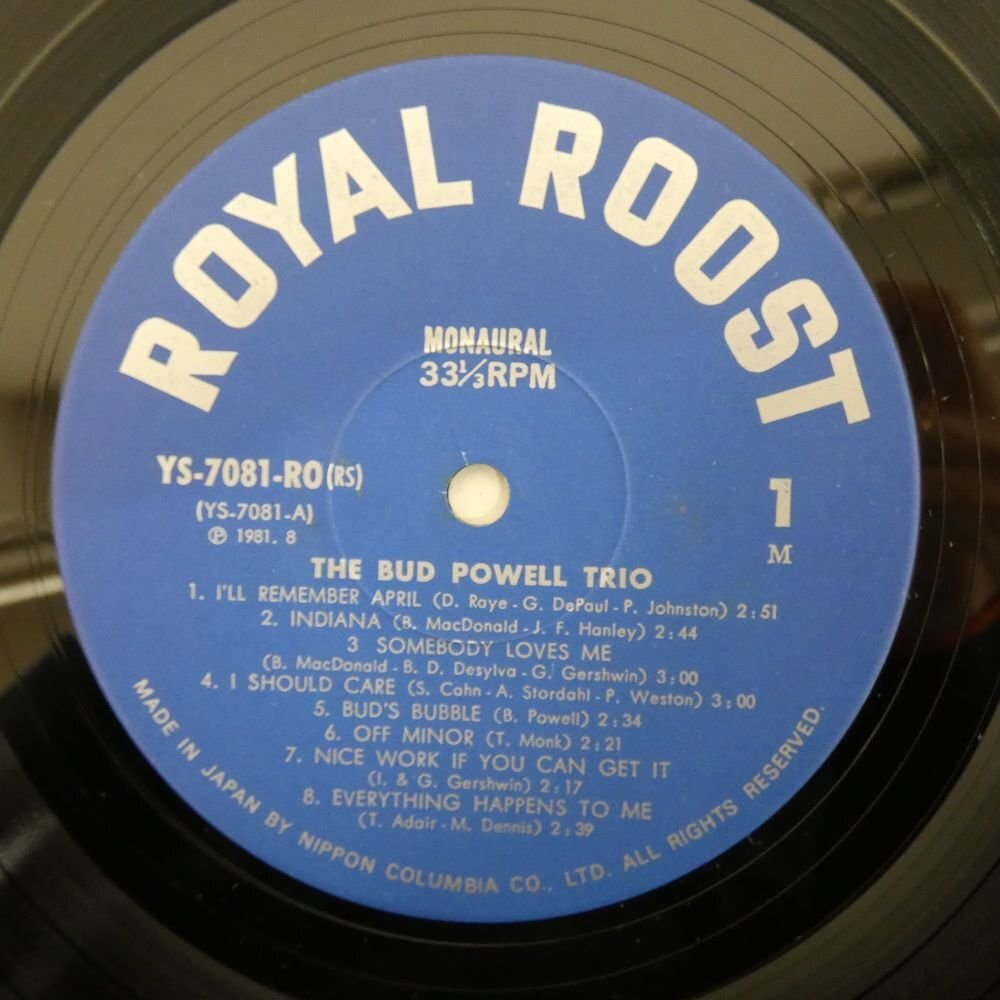 ROYAL ROOST
MONAURAL
33⅓RPM
YS-7081-RO(RS)
(YS-7081-A)
Ⓟ 1981. 8
1
M
THE BUD POWELL TRIO
1. I'LL REMEMBER APRIL (D. Raye - G. DePaul - P. Johnston) 2:51
2. INDIANA (B. MacDonald - J. F. Hanley) 2:44
3 SOMEBODY LOVES ME
(B. MacDonald - B. D. Desylva - G. Gershwin) 3:00
4. I SHOULD CARE (S. Cahn - A. Stordahl - P. Weston) 3:00
5. BUD'S BUBBLE (B. Powell) 2:34
6. OFF MINOR (T. Monk) 2:21
7. NICE WORK IF YOU CAN GET IT
(I. & G. Gershwin) 2:17
8. EVERYTHING HAPPENS TO ME
(T. Adair - M. Dennis) 2:39
MADE IN JAPAN BY NIPPON COLUMBIA CO., LTD. ALL RIGHTS RESERVED.